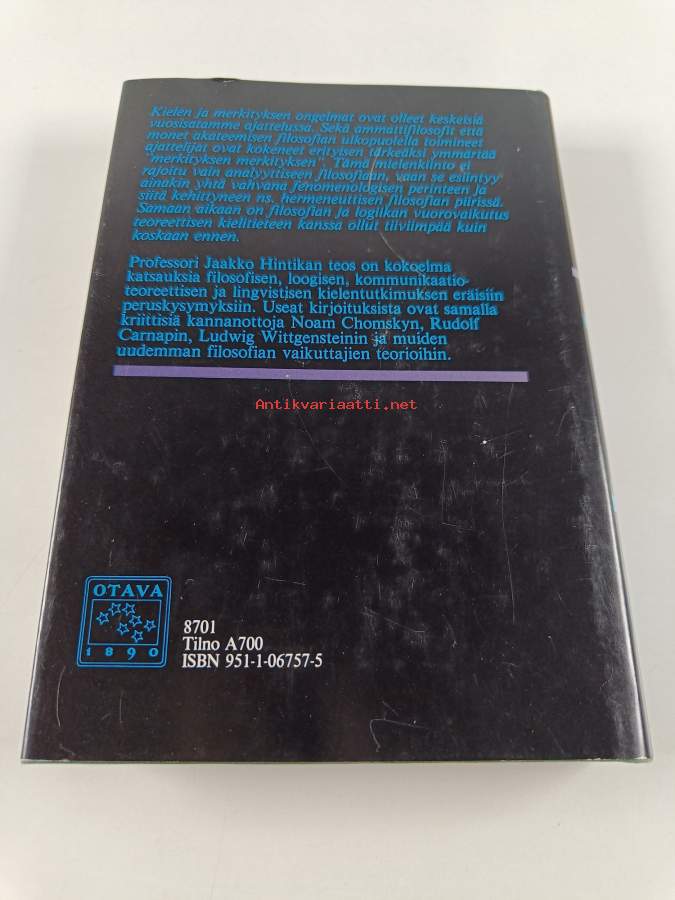 Kielen ja merkityksen ongelmat ovat olleet keskeisiä
vuosisatamme ajattelussa. Sekä ammattifilosofit että
monet akateemisen filosofian ulkopuolella toimineet
ajattelijat ovat kokeneet erityisen tärkeäksi ymmärtää
"merkityksen merkityksen". Tämä mielenkiinto ei
rajoitu vain analyyttiseen filosofiaan, vaan se esiintyy
ainakin yhtä vahvana fenomenologisen perinteen ja
siitä kehittyneen ns. hermeneuttisen filosofian piirissä.
Samaan aikaan on filosofian ja logiikan vuorovaikutus
teoreettisen kielitieteen kanssa ollut tiiviimpää kuin
koskaan ennen.
Professori Jaakko Hintikan teos on kokoelma
katsauksia filosofisen, loogisen, kommunikaatio-
teoreettisen ja lingvistisen kielentutkimuksen eräisiin
peruskysymyksiin. Useat kirjoituksista ovat samalla
kriittisiä kannanottoja Noam Chomskyn, Rudolf
Carnapin, Ludwig Wittgensteinin ja muiden
uudemman filosofian vaikuttajien teorioihin.
Antikvariaatti.net
OTAVA
1890
8701
Tilno A700
ISBN 951-1-06757-5